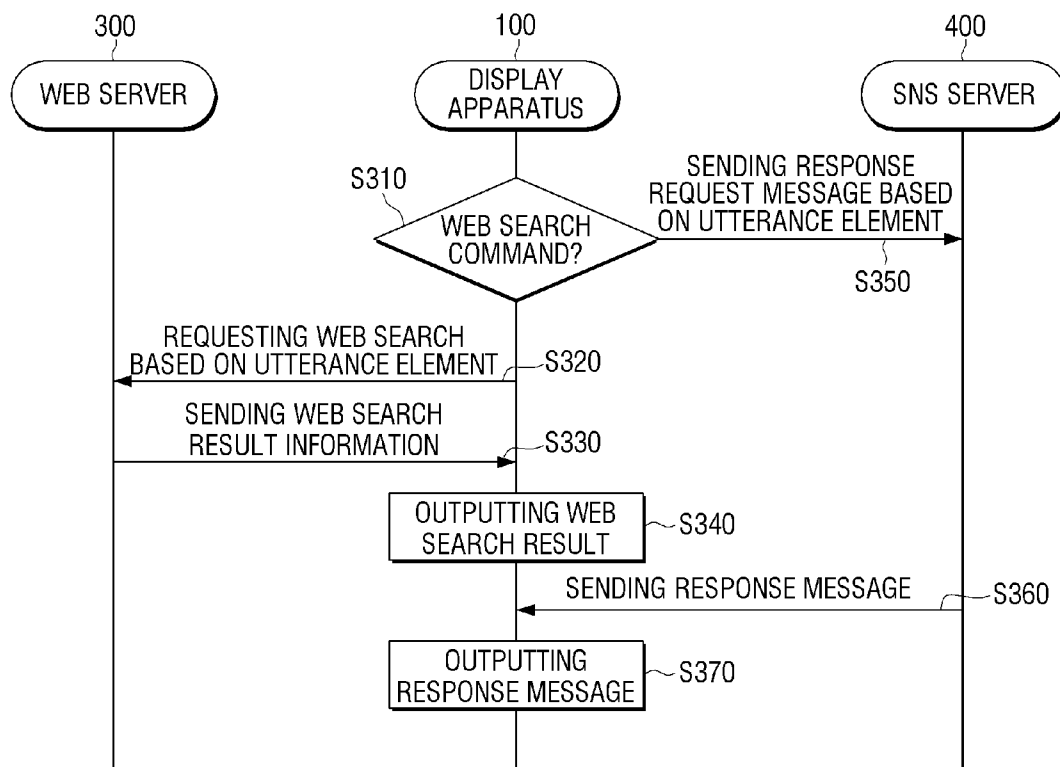 300
100
400
WEB SERVER
DISPLAY
APPARATUS
SNS SERVER
S310
WEB SEARCH
COMMAND?
SENDING RESPONSE
REQUEST MESSAGE BASED
ON UTTERANCE ELEMENT
S350
REQUESTING WEB SEARCH
BASED ON UTTERANCE ELEMENT
S320
SENDING WEB SEARCH
RESULT INFORMATION
S330
OUTPUTTING WEB
SEARCH RESULT
S340
SENDING RESPONSE MESSAGE
S360
OUTPUTTING
RESPONSE MESSAGE
S370